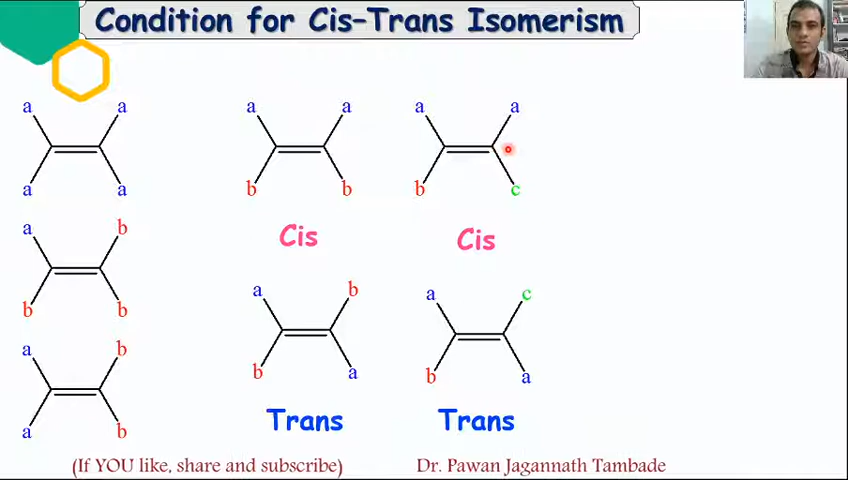 Condition for Cis-Trans Isomerism
a a a a a a
a a b b b c
a b
Cis Cis
b b
a b a c
a b
b a b a
a b
Trans Trans
(If YOU like, share and subscribe) Dr. Pawan Jagannath Tambade